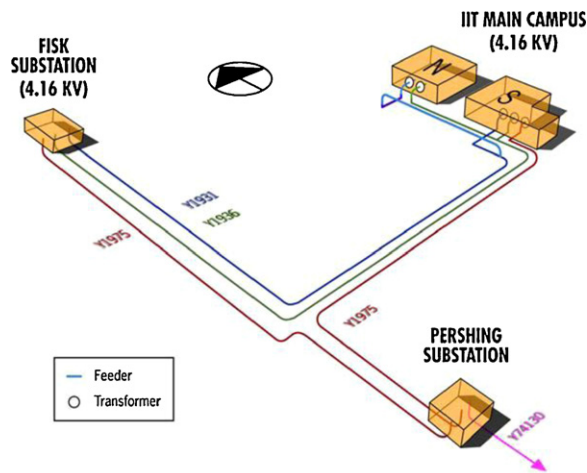 FISK
SUBSTATION
(4.16 KV)
IIT MAIN CAMPUS
(4.16 KV)
N
S
Y1931
Y1936
Y1975
Y1975
PERSHING
SUBSTATION
Feeder
Transformer
Y74130